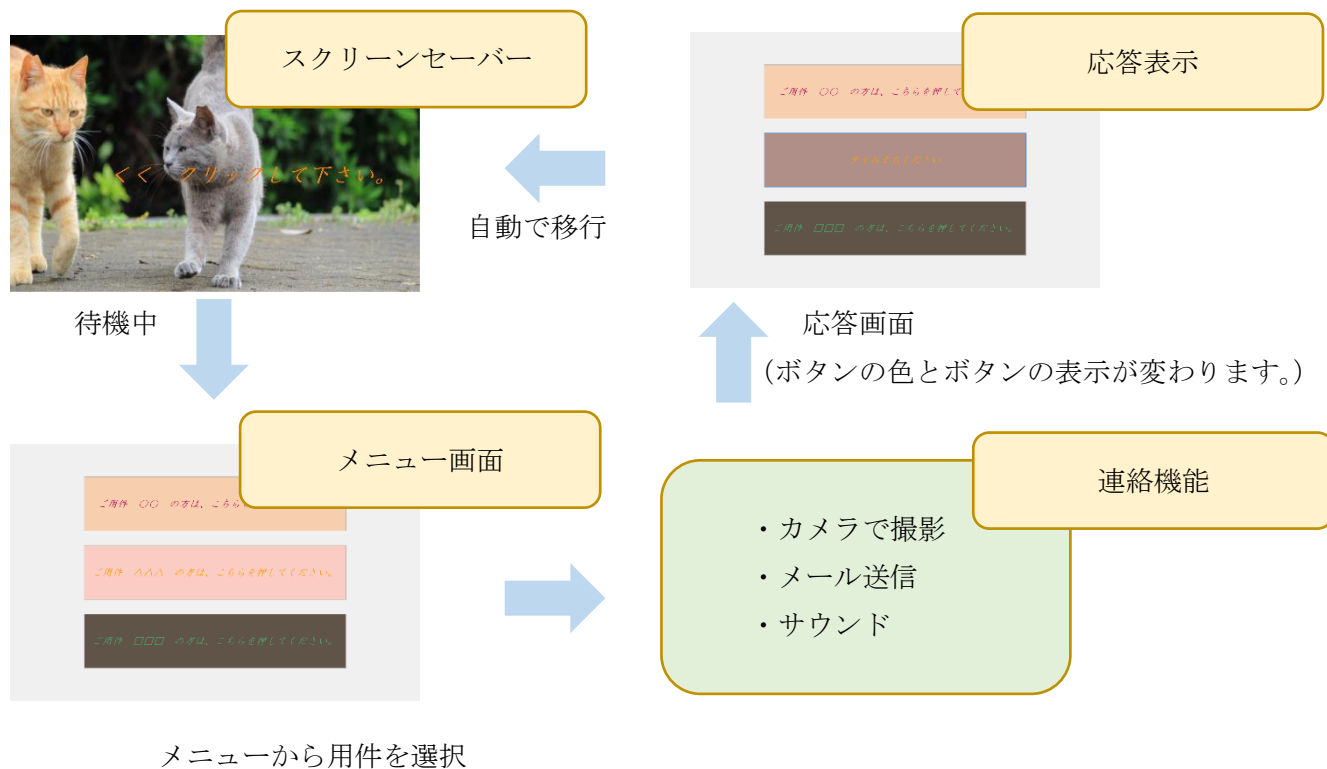 スクリーンセーバー
<< クリックして下さい。
待機中
自動で移行
応答表示
ご用件 〇〇 の方は、こちらを押して
ご用件 □□□ の方は、こちらを押してください。
応答画面
(ボタンの色とボタンの表示が変わります。)
メニュー画面
ご用件 〇〇 の方は、こちら
ご用件 △△△ の方は、こちらを押してください。
ご用件 □□□ の方は、こちらを押してください。
メニューから用件を選択
連絡機能
・カメラで撮影
・メール送信
・サウンド